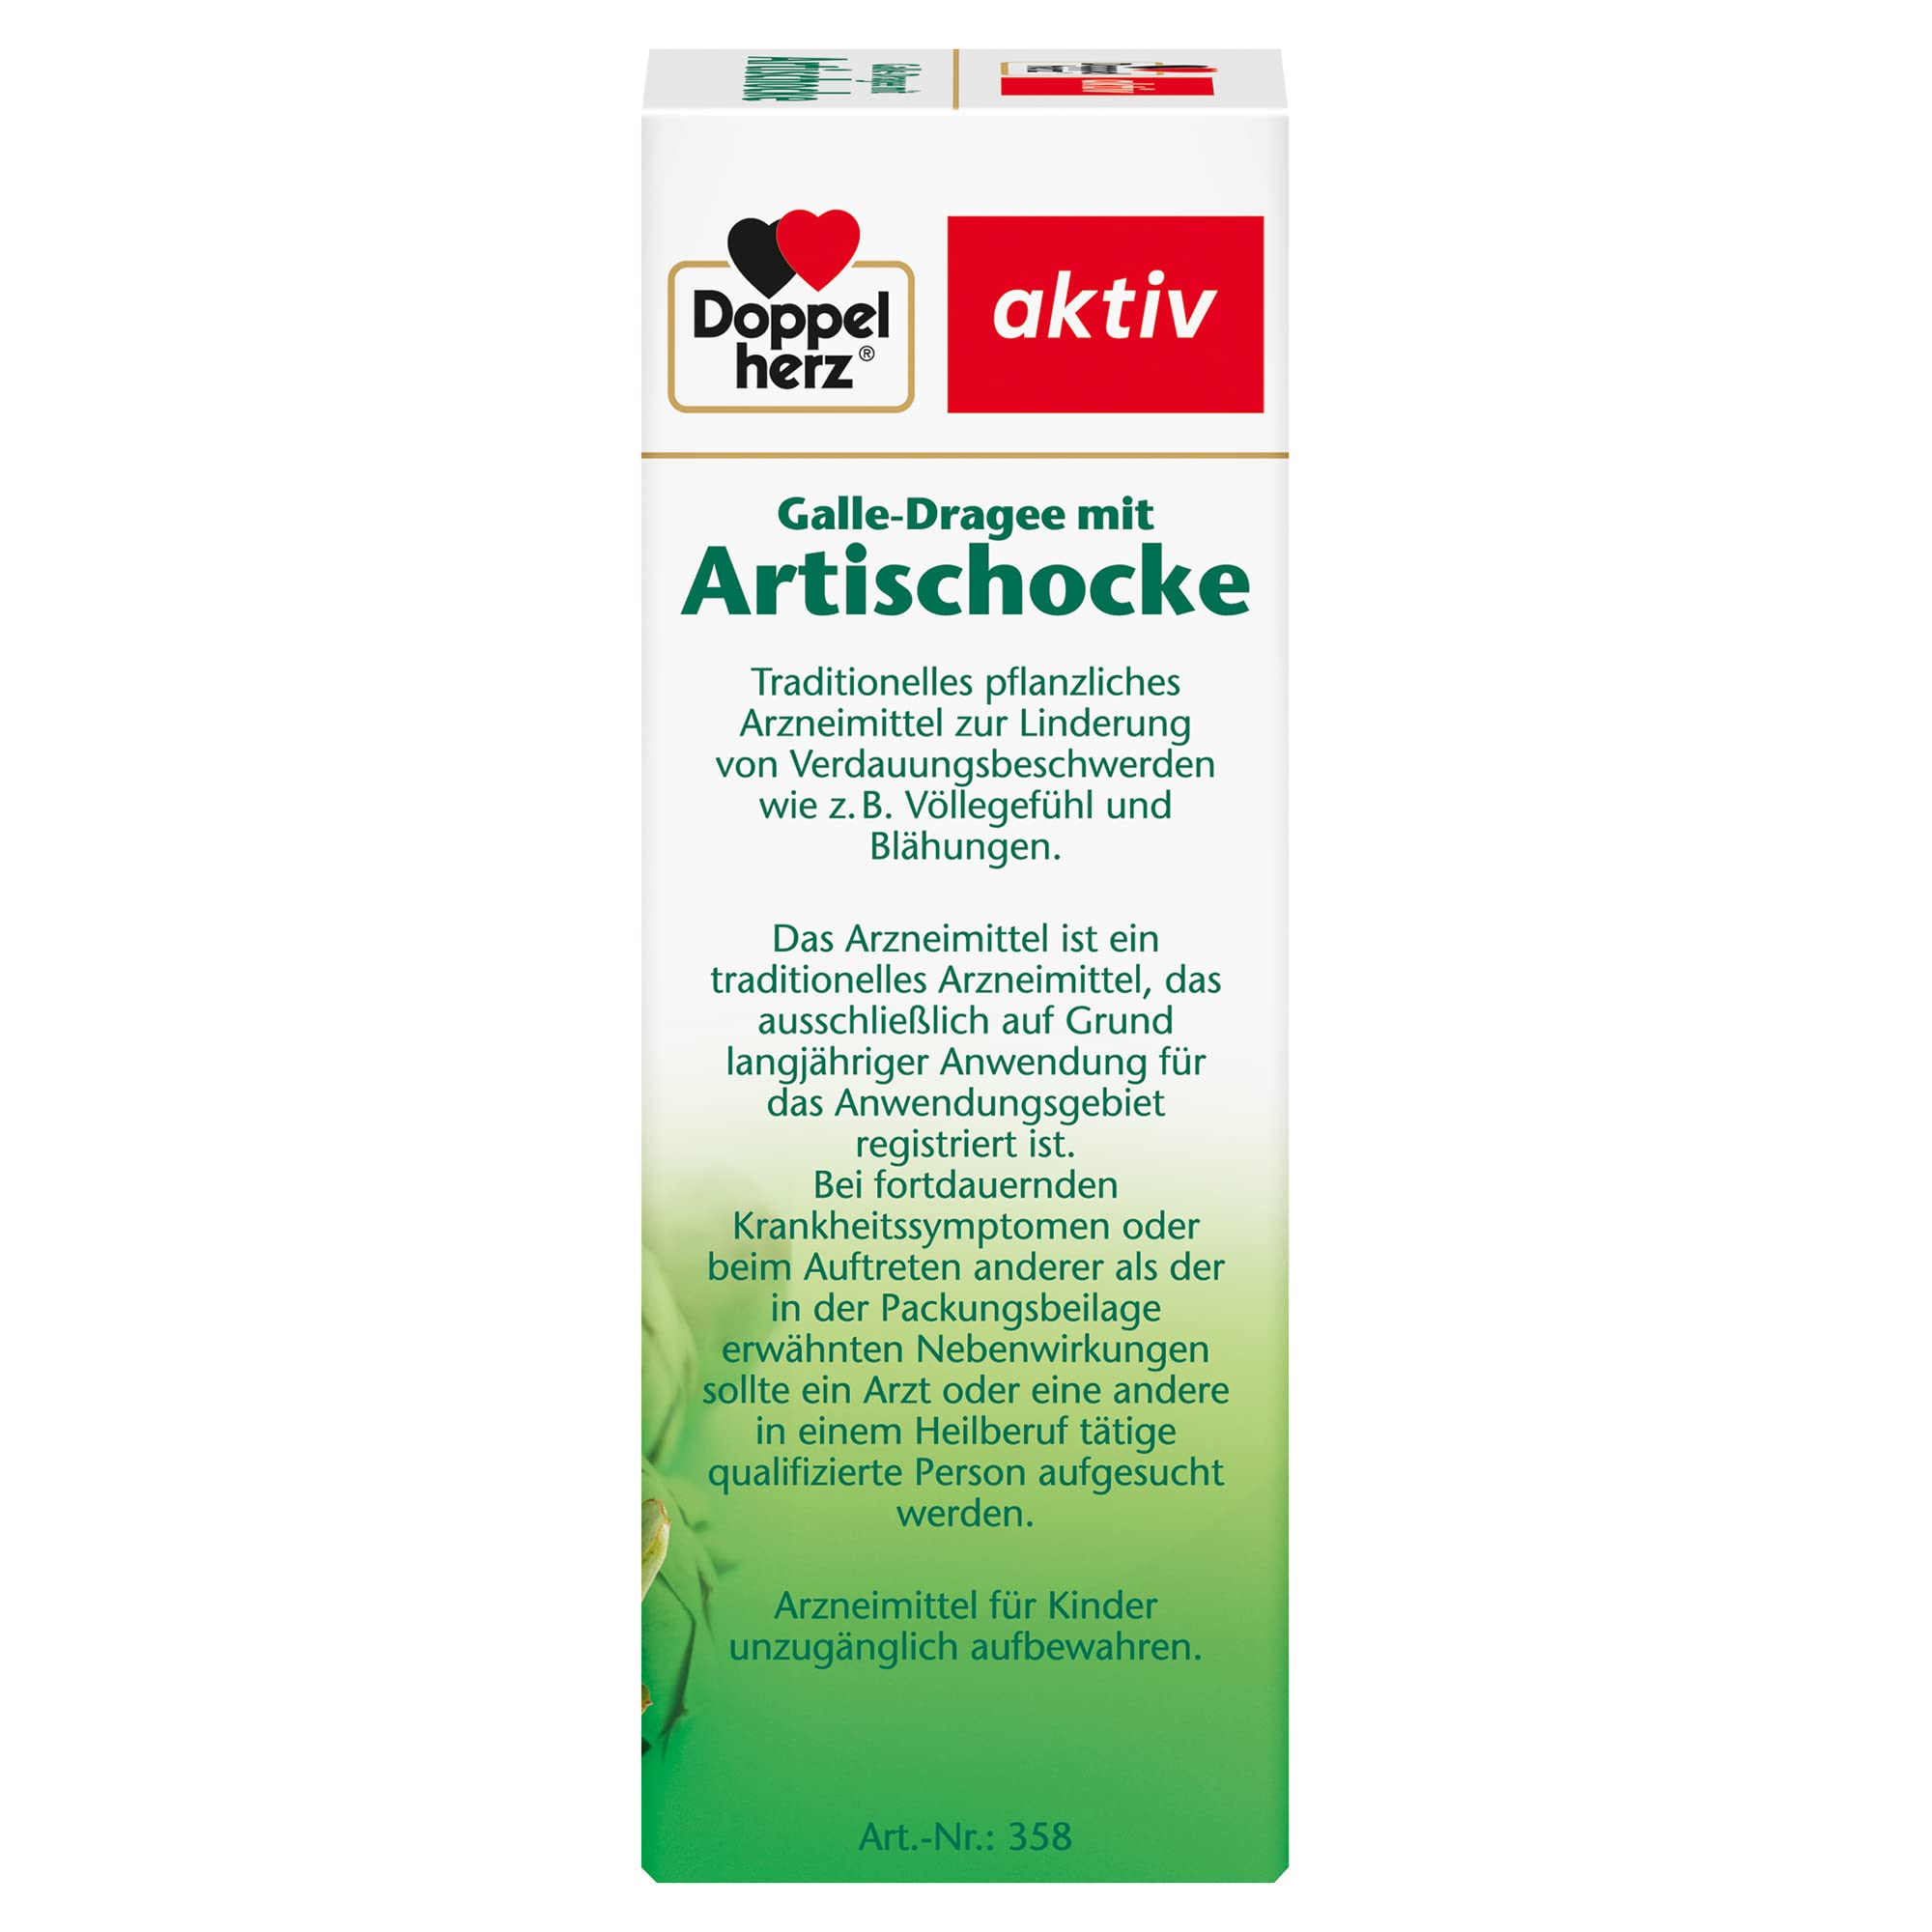 Doppel
herz®
aktiv
Galle-Dragee mit
Artischocke
Traditionelles pflanzliches
Arzneimittel zur Linderung
von Verdauungsbeschwerden
wie z. B. Völlegefühl und
Blähungen.
Das Arzneimittel ist ein
traditionelles Arzneimittel, das
ausschließlich auf Grund
langjähriger Anwendung für
das Anwendungsgebiet
registriert ist.
Bei fortdauernden
Krankheitssymptomen oder
beim Auftreten anderer als der
in der Packungsbeilage
erwähnten Nebenwirkungen
sollte ein Arzt oder eine andere
in einem Heilberuf tätige
qualifizierte Person aufgesucht
werden.
Arzneimittel für Kinder
unzugänglich aufbewahren.
Art.-Nr.: 358